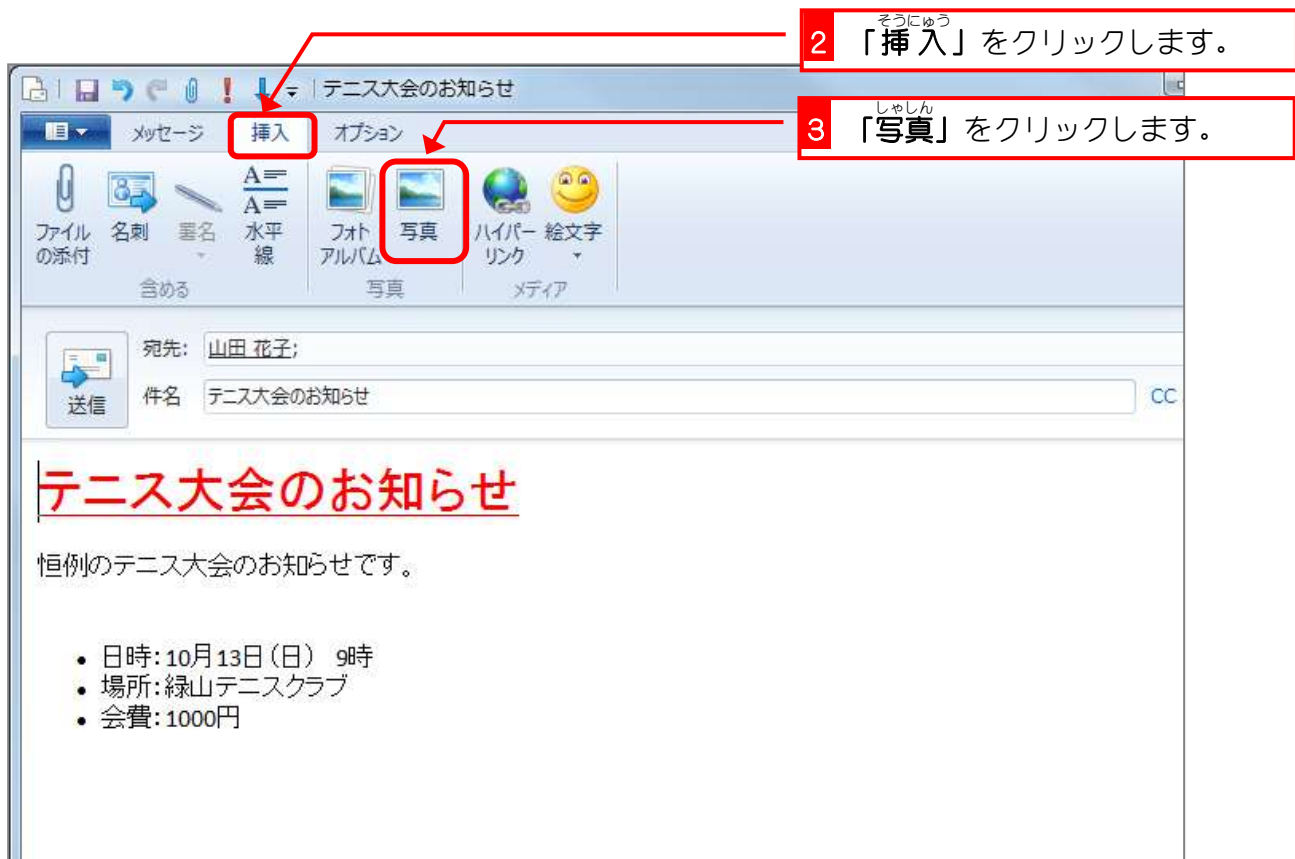 そうにゅう
2 「挿入」をクリックします。
テニス大会のお知らせ
しゃしん
3 「写真」をクリックします。
メッセージ 挿入 オプション
ファイルの添付 名刺 署名 水平線 フォトアルバム 写真 ハイパーリンク 絵文字
含める 写真 メディア
宛先: 山田 花子;
送信 件名 テニス大会のお知らせ CC
テニス大会のお知らせ
恒例のテニス大会のお知らせです。
• 日時:10月13日(日) 9時
• 場所:緑山テニスクラブ
• 会費:1000円